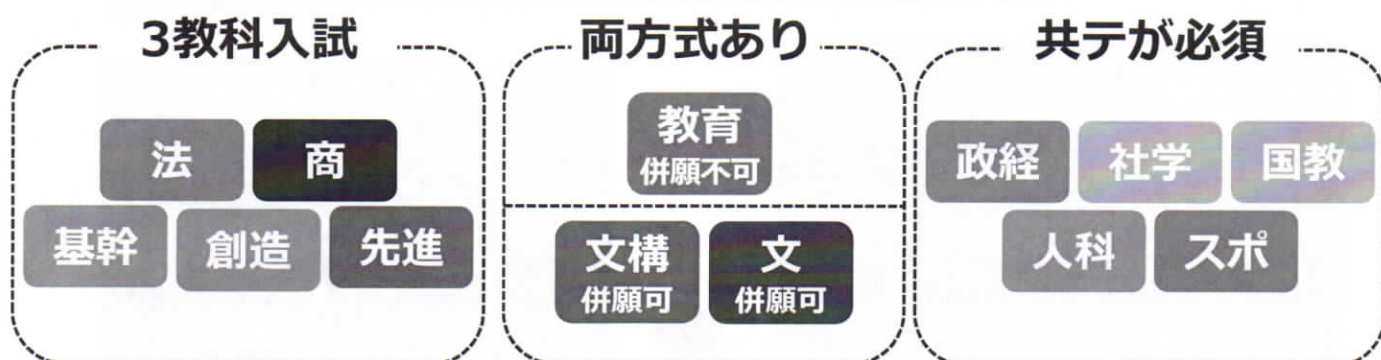 3教科入試
両方式あり
共テが必須
法
商
基幹
創造
先進
教育
併願不可
文構
併願可
文
併願可
政経
社学
国教
人科
スポ